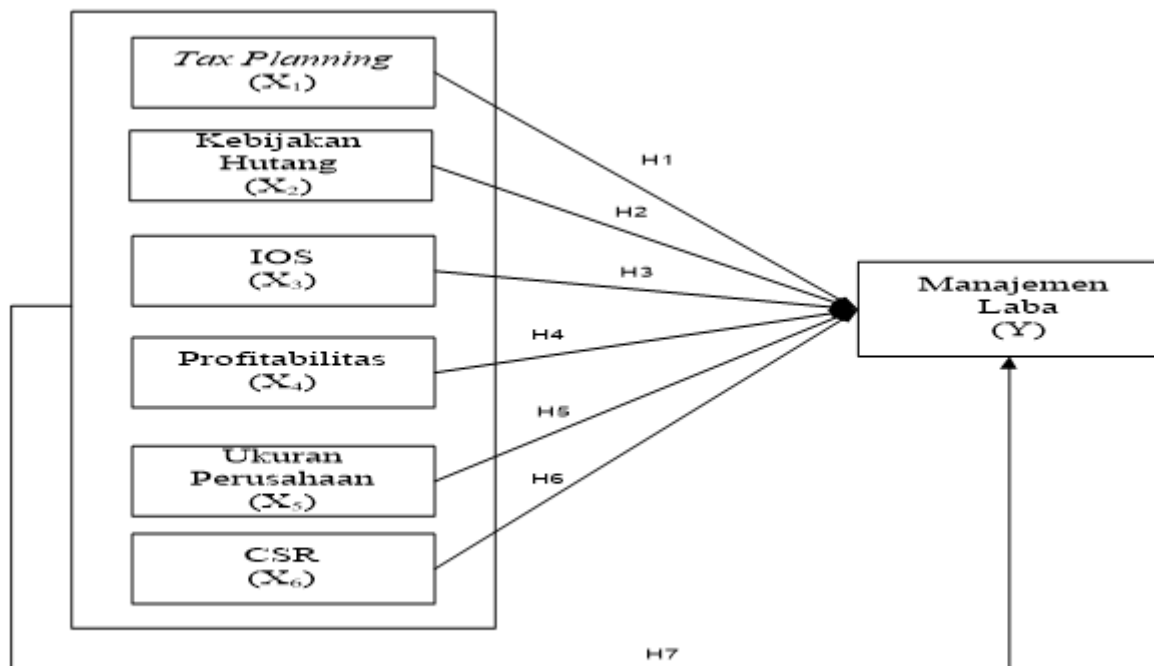 Tax Planning
(X₁)
Kebijakan
Hutang
(X₂)
IOS
(X₃)
Profitabilitas
(X₄)
Ukuran
Perusahaan
(X₅)
CSR
(X₆)
H1
H2
H3
H4
H5
H6
Manajemen
Laba
(Y)
H7